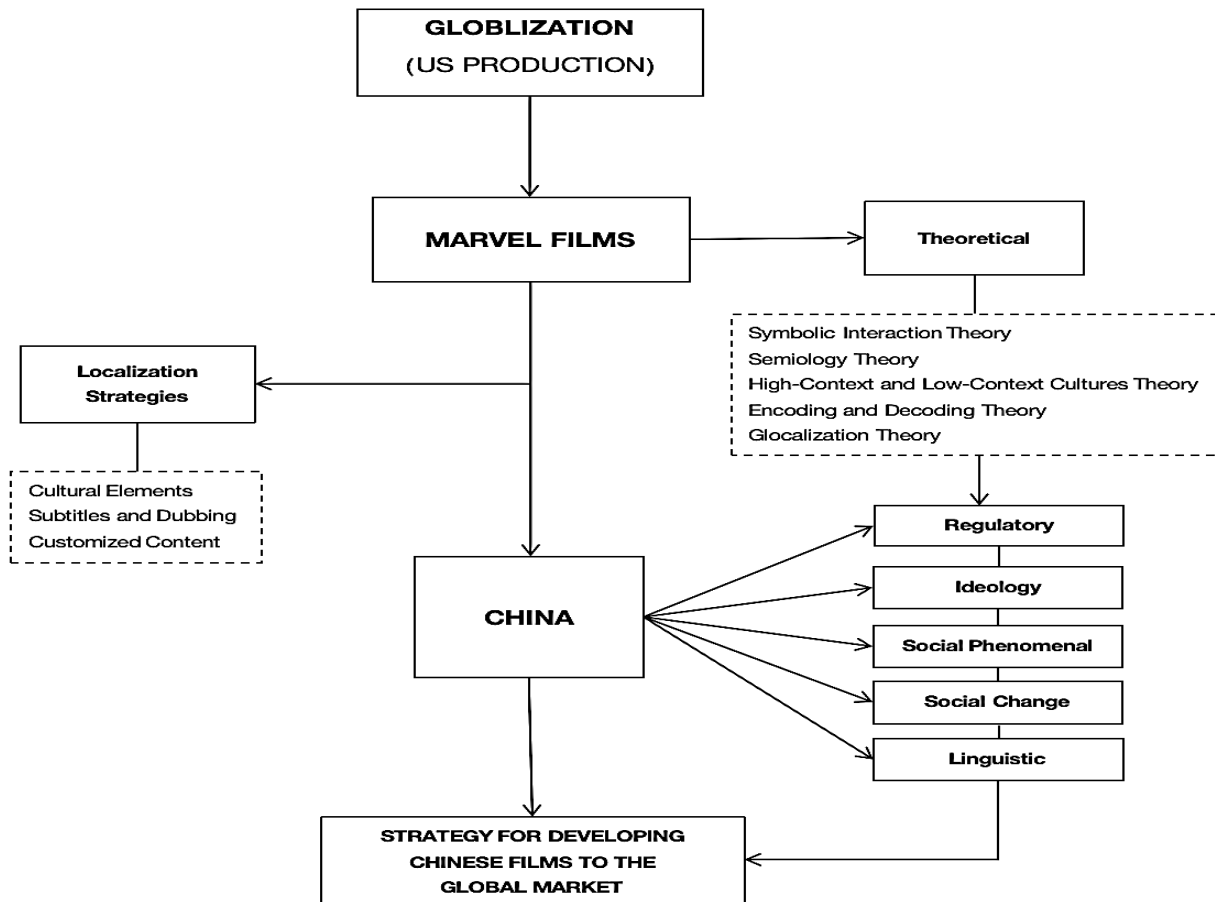 GLOBLIZATION
(US PRODUCTION)
MARVEL FILMS
Theoretical
Symbolic Interaction Theory
Semiology Theory
High-Context and Low-Context Cultures Theory
Encoding and Decoding Theory
Glocalization Theory
Localization
Strategies
Cultural Elements
Subtitles and Dubbing
Customized Content
CHINA
Regulatory
Ideology
Social Phenomenal
Social Change
Linguistic
STRATEGY FOR DEVELOPING
CHINESE FILMS TO THE
GLOBAL MARKET